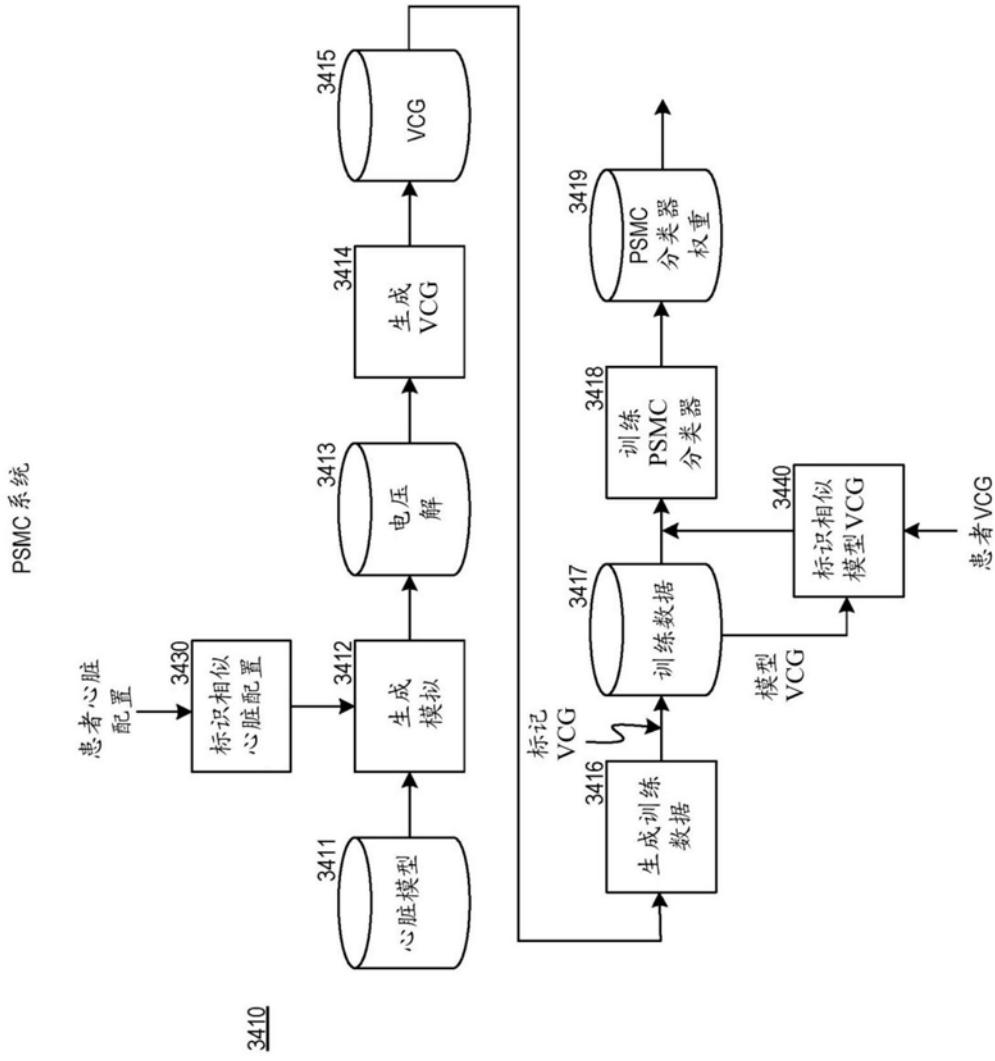 PSMC 系统
3410
患者心脏
配置
3430
标识相似
心脏配置
3411
心脏模型
3412
生成
模拟
3413
电压
解
3414
生成
VCG
3415
VCG
3416
生成训练
数据
标记
VCG
3417
训练数据
模型
VCG
3440
标识相似
模型VCG
患者VCG
3418
训练
PSMC
分类器
3419
PSMC
分类器
权重